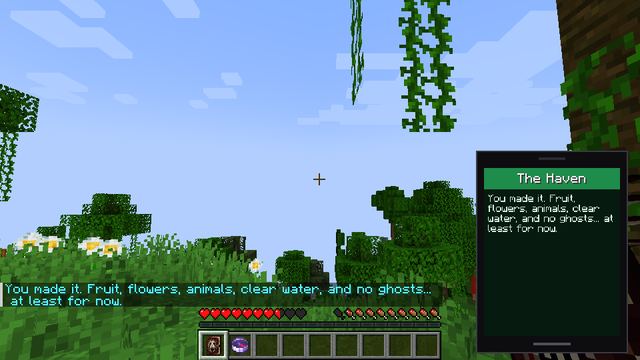 The Haven
You made it. Fruit,
flowers, animals, clear
water, and no ghosts... at
least for now.
You made it. Fruit, flowers, animals, clear water, and no ghosts...
at least for now.